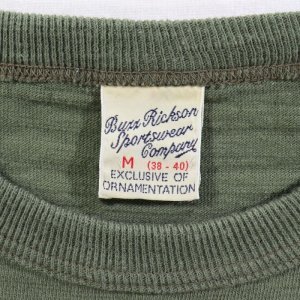 Buzz Rickson
Sportswear
Company
M (38 - 40)
EXCLUSIVE OF
ORNAMENTATION